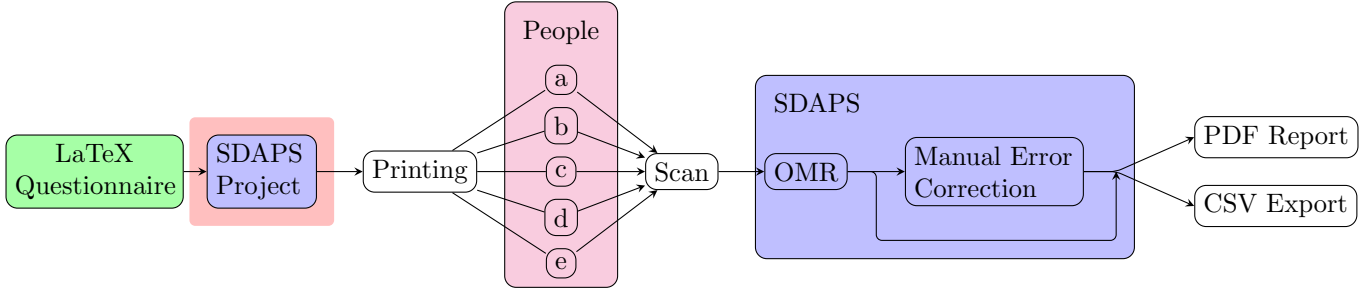 LaTeX
Questionnaire
SDAPS
Project
Printing
People
a
b
c
d
e
Scan
SDAPS
OMR
Manual Error
Correction
PDF Report
CSV Export